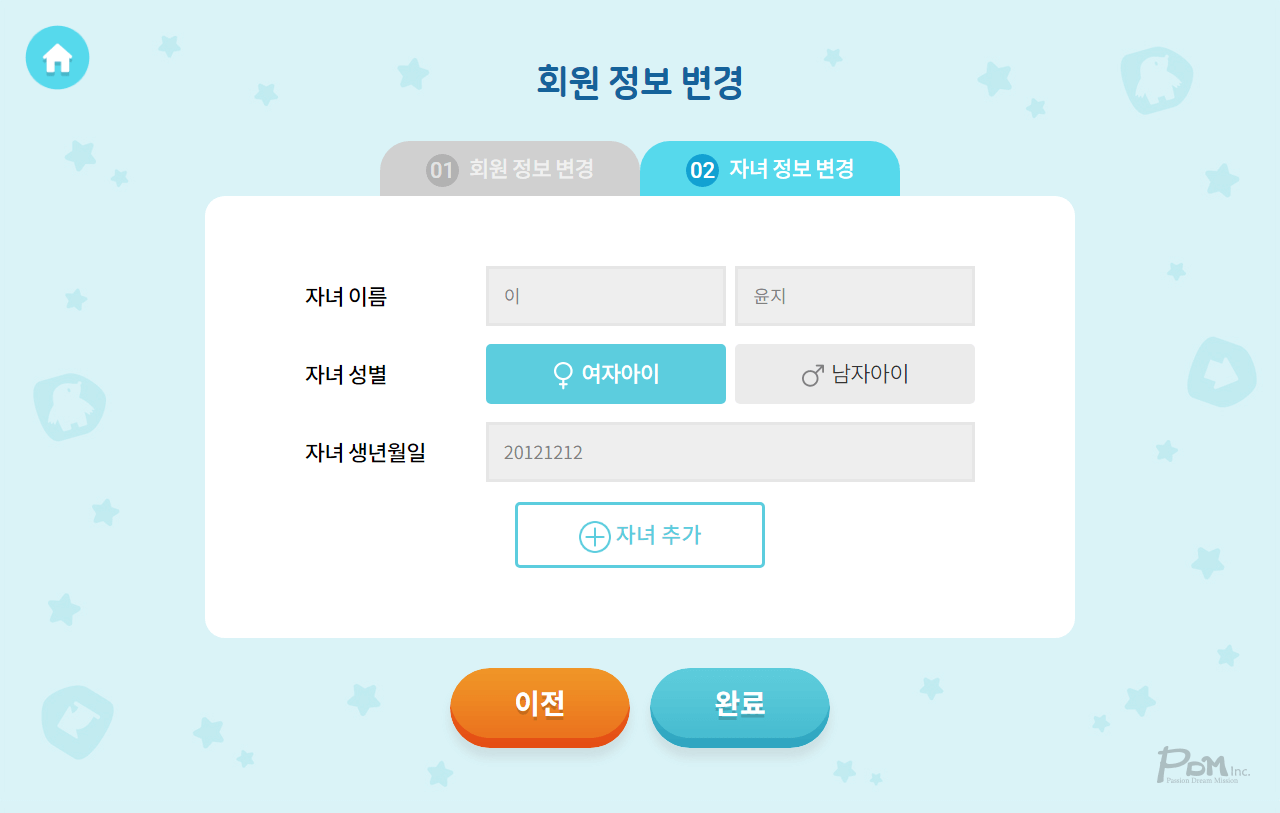 회원 정보 변경
01 회원 정보 변경
02 자녀 정보 변경
자녀 이름
이
윤지
자녀 성별
여자아이
남자아이
자녀 생년월일
20121212
자녀 추가
이전
완료
PDM Inc.
Passion Dream Mission